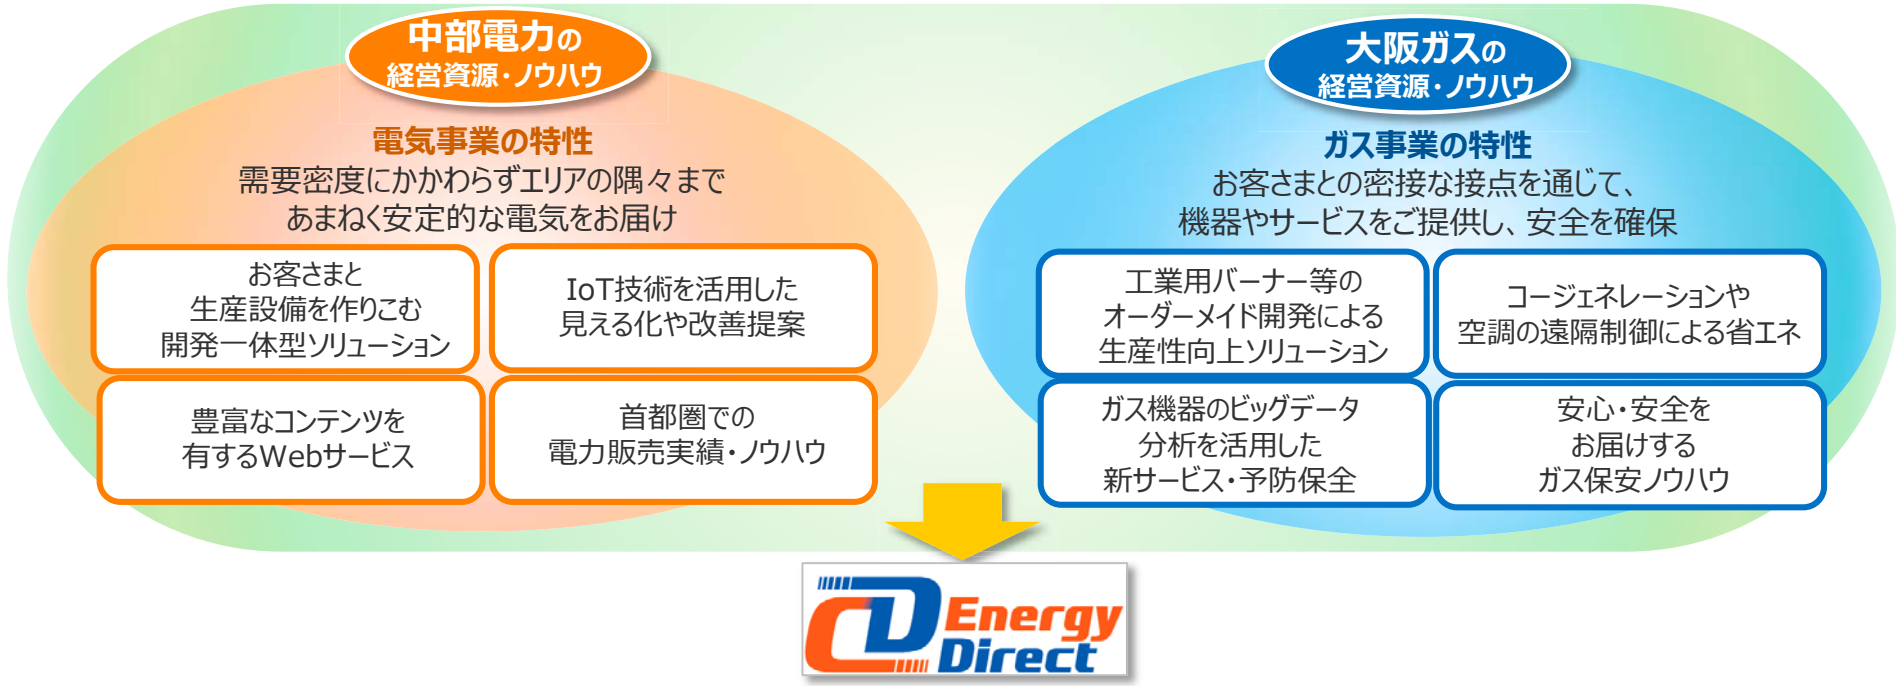 中部電力の
経営資源・ノウハウ
電気事業の特性
需要密度にかかわらずエリアの隅々まで
あまねく安定的な電気をお届け
お客さまと
生産設備を作りこむ
開発一体型ソリューション
IoT技術を活用した
見える化や改善提案
豊富なコンテンツを
有するWebサービス
首都圏での
電力販売実績・ノウハウ
大阪ガスの
経営資源・ノウハウ
ガス事業の特性
お客さまとの密接な接点を通じて、
機器やサービスをご提供し、安全を確保
工業用バーナー等の
オーダーメイド開発による
生産性向上ソリューション
コージェネレーションや
空調の遠隔制御による省エネ
ガス機器のビッグデータ
分析を活用した
新サービス・予防保全
安心・安全を
お届けする
ガス保安ノウハウ
CD Energy
Direct